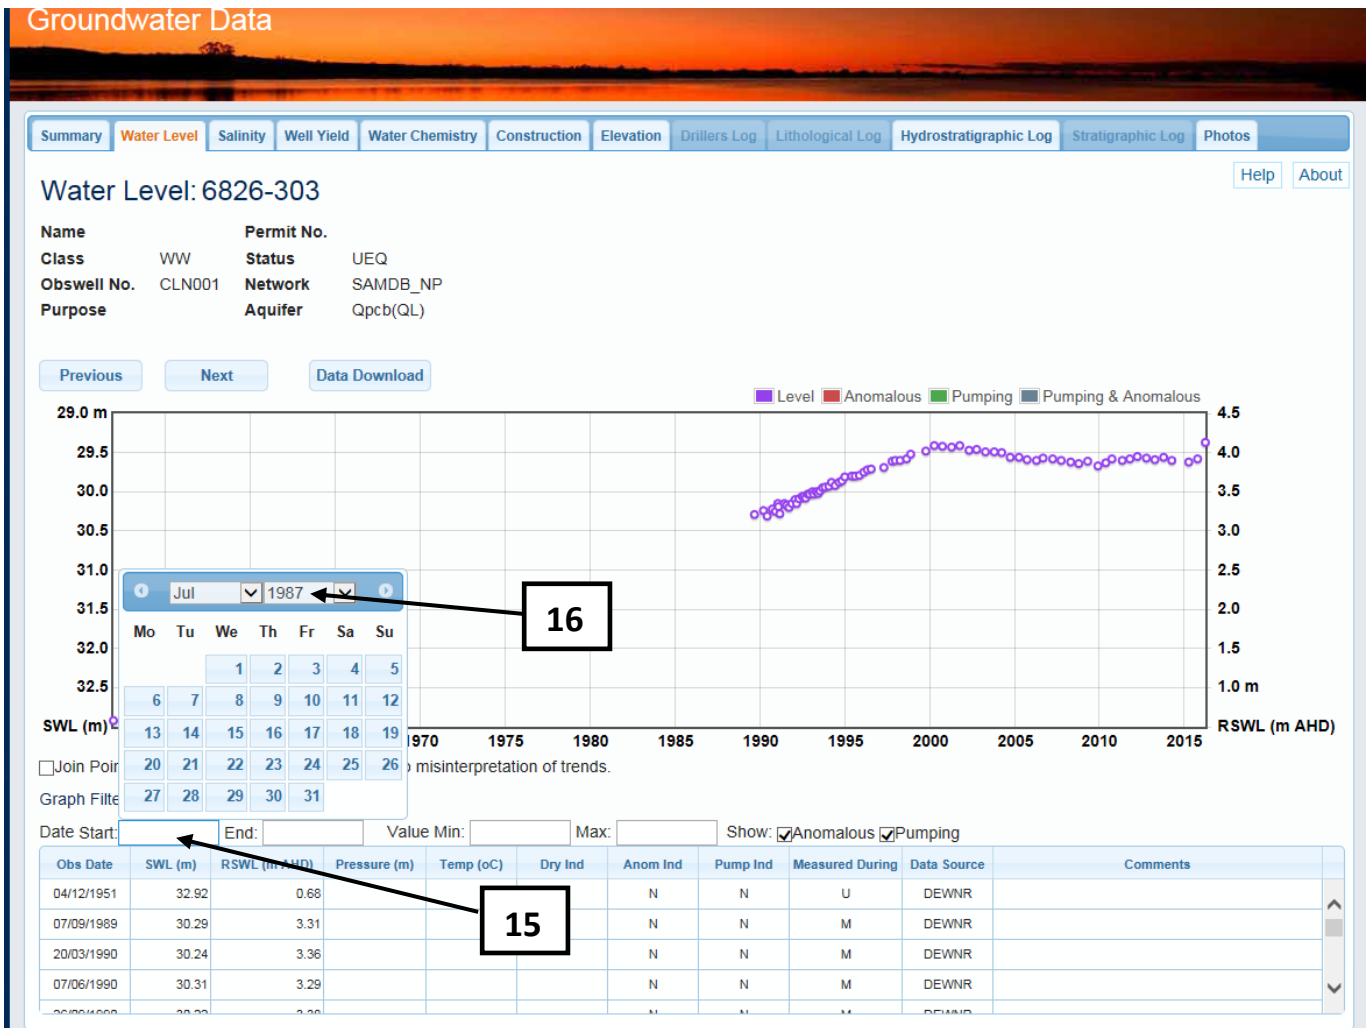 Groundwater Data
Summary Water Level Salinity Well Yield Water Chemistry Construction Elevation Drillers Log Lithological Log Hydrostratigraphic Log Stratigraphic Log Photos
Help About
Water Level: 6826-303
Name Permit No.
Class WW Status UEQ
Obswell No. CLN001 Network SAMDB_NP
Purpose Aquifer Qpcb(QL)
Previous Next Data Download
Level Anomalous Pumping Pumping & Anomalous
29.0 m 4.5
29.5 4.0
30.0 3.5
30.5 3.0
31.0 2.5
Jul 1987
31.5 2.0
16
Mo Tu We Th Fr Sa Su
32.0 1.5
1 2 3 4 5
32.5 1.0 m
6 7 8 9 10 11 12
SWL (m) RSWL (m AHD)
13 14 15 16 17 18 19
1970 1975 1980 1985 1990 1995 2000 2005 2010 2015
20 21 22 23 24 25 26
Join Poin misinterpretation of trends.
27 28 29 30 31
Graph Filte
Date Start: End: Value Min: Max: Show: Anomalous Pumping
Obs Date SWL (m) RSWL (m AHD) Pressure (m) Temp (oC) Dry Ind Anom Ind Pump Ind Measured During Data Source Comments
04/12/1951 32.92 0.68 N N U DEWNR
15
07/09/1989 30.29 3.31 N N M DEWNR
20/03/1990 30.24 3.36 N N M DEWNR
07/06/1990 30.31 3.29 N N M DEWNR